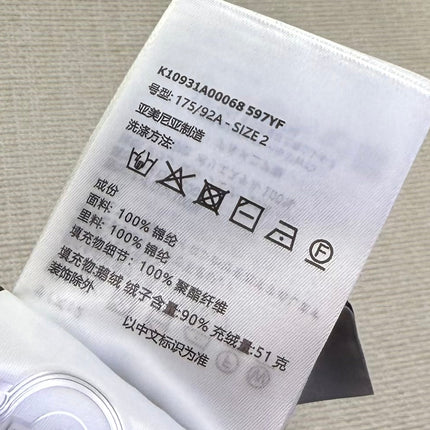 K10931A00068 597YF
号型: 175/92A - SIZE 2
亚美尼亚制造
洗涤方法:
F
成份
面料: 100% 锦纶
里料: 100% 锦纶
填充物细节: 100% 聚酯纤维
填充物:鹅绒 绒子含量:90% 充绒量:51 克
装饰除外
以中文标识为准